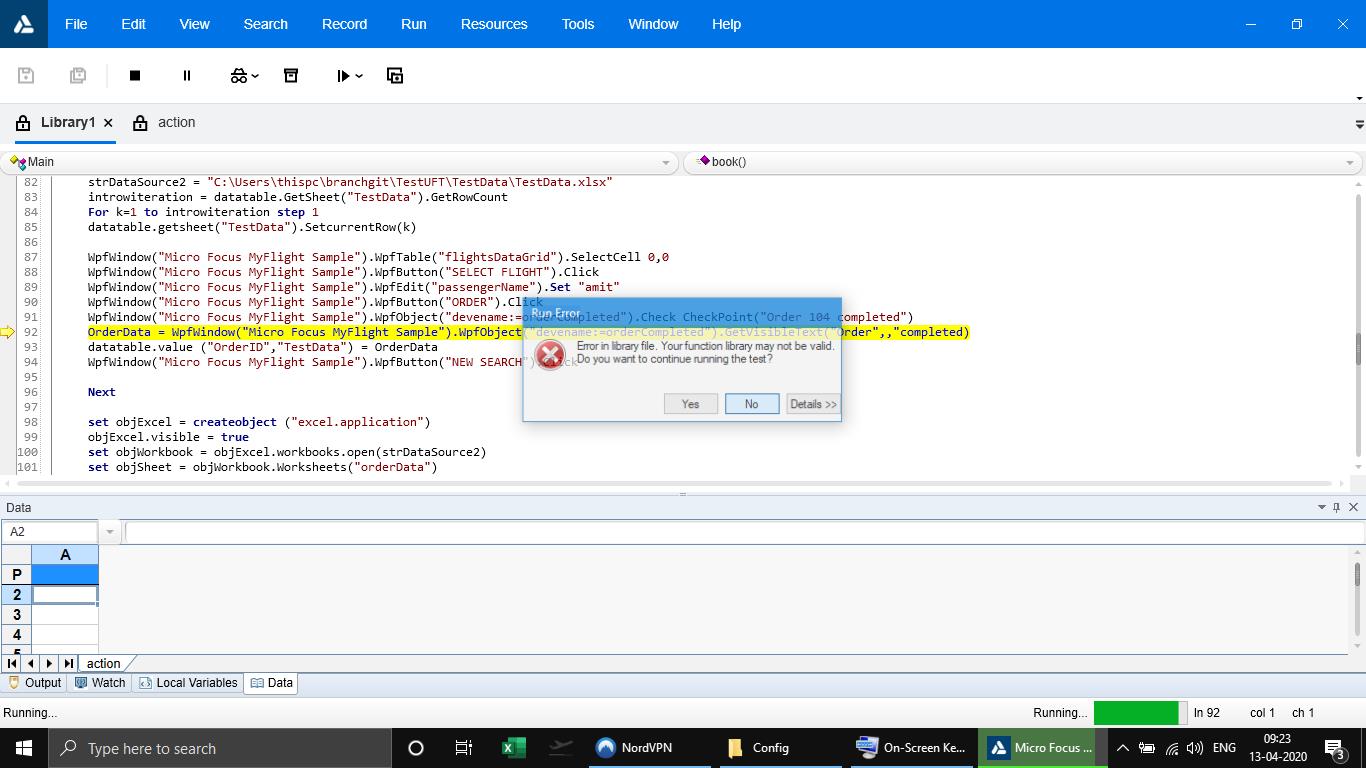 File Edit View Search Record Run Resources Tools Window Help
Library1 action
Main book()
82 strDataSource2 = "C:\Users\thispc\branchgit\TestUFT\TestData\TestData.xlsx"
83 introwiteration = datatable.GetSheet("TestData").GetRowCount
84 For k=1 to introwiteration step 1
85 datatable.getsheet("TestData").SetcurrentRow(k)
86
87 WpfWindow("Micro Focus MyFlight Sample").WpfTable("flightsDataGrid").SelectCell 0,0
88 WpfWindow("Micro Focus MyFlight Sample").WpfButton("SELECT FLIGHT").Click
89 WpfWindow("Micro Focus MyFlight Sample").WpfEdit("passengerName").Set "amit"
90 WpfWindow("Micro Focus MyFlight Sample").WpfButton("ORDER").Click
91 WpfWindow("Micro Focus MyFlight Sample").WpfObject("devename:=orderCompleted").Check CheckPoint("Order 104 completed")
92 OrderData = WpfWindow("Micro Focus MyFlight Sample").WpfObject("devename:=orderCompleted").GetVisibleText("Order",,"completed)
93 datatable.value ("OrderID","TestData") = OrderData
94 WpfWindow("Micro Focus MyFlight Sample").WpfButton("NEW SEARCH").Click
95
96 Next
97
98 set objExcel = createobject ("excel.application")
99 objExcel.visible = true
100 set objWorkbook = objExcel.workbooks.open(strDataSource2)
101 set objSheet = objWorkbook.Worksheets("orderData")
Run Error
Error in library file. Your function library may not be valid.
Do you want to continue running the test?
Yes No Details >>
Data
A2
A
P
2
3
4
5
action
Output Watch Local Variables Data
Running... Running... ln 92 col 1 ch 1
Type here to search NordVPN Config On-Screen Ke... Micro Focus ... ENG 09:23
13-04-2020 3